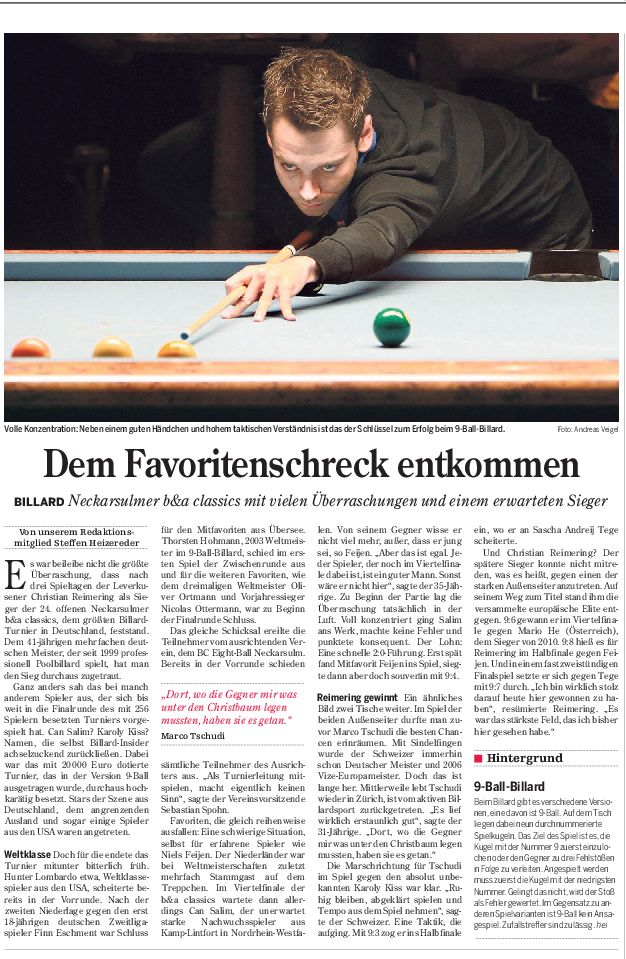 Volle Konzentration: Neben einem guten Händchen und hohem taktischen Verständnis ist das der Schlüssel zum Erfolg beim 9-Ball-Billard.
Foto: Andreas Veigel
Dem Favoritenschreck entkommen
BILLARD Neckarsulmer b&a classics mit vielen Überraschungen und einem erwarteten Sieger
Von unserem Redaktions-
mitglied Steffen Heizereder
Es war beileibe nicht die größte
Überraschung, dass nach
drei Spieltagen der Leverku-
sener Christian Reimering als Sie-
ger der 24. offenen Neckarsulmer
b&a classics, dem größten Billard-
Turnier in Deutschland, feststand.
Dem 41-jährigen mehrfachen deut-
schen Meister, der seit 1999 profes-
sionell Poolbillard spielt, hat man
den Sieg durchaus zugetraut.
Ganz anders sah das bei manch
anderem Spieler aus, der sich bis
weit in die Finalrunde des mit 256
Spielern besetzten Turniers vorge-
spielt hat. Can Salim? Karoly Kiss?
Namen, die selbst Billard-Insider
achselzuckend zurückließen. Dabei
war das mit 20000 Euro dotierte
Turnier, das in der Version 9-Ball
ausgetragen wurde, durchaus hoch-
karätig besetzt. Stars der Szene aus
Deutschland, dem angrenzenden
Ausland und sogar einige Spieler
aus den USA waren angetreten.
Weltklasse Doch für die endete das
Turnier mitunter bitterlich früh.
Hunter Lombardo etwa, Weltklasse-
spieler aus den USA, scheiterte be-
reits in der Vorrunde. Nach der
zweiten Niederlage gegen den erst
18-jährigen deutschen Zweitliga-
spieler Finn Eschment war Schluss
für den Mitfavoriten aus Übersee.
Thorsten Hohmann, 2003 Weltmeis-
ter im 9-Ball-Billard, schied im ers-
ten Spiel der Zwischenrunde aus
und für die weiteren Favoriten, wie
dem dreimaligen Weltmeister Oli-
ver Ortmann und Vorjahressieger
Nicolas Ottermann, war zu Beginn
der Finalrunde Schluss.
Das gleiche Schicksal ereilte die
Teilnehmer vom ausrichtenden Ver-
ein, dem BC Eight-Ball Neckarsulm.
Bereits in der Vorrunde schieden
„Dort, wo die Gegner mir was
unter den Christbaum legen
mussten, haben sie es getan.“
Marco Tschudi
sämtliche Teilnehmer des Ausrich-
ters aus. „Als Turnierleitung mit-
spielen, macht eigentlich keinen
Sinn“, sagte der Vereinsvorsitzende
Sebastian Spohn.
Favoriten, die gleich reihenweise
ausfallen: Eine schwierige Situation,
selbst für erfahrene Spieler wie
Niels Feijen. Der Niederländer war
bei Weltmeisterschaften zuletzt
mehrfach Stammgast auf dem
Treppchen. Im Viertelfinale der
b&a classics wartete dann aller-
dings Can Salim, der unerwartet
starke Nachwuchsspieler aus
Kamp-Lintfort in Nordrhein-Westfa-
len. Von seinem Gegner wisse er
nicht viel mehr, außer, dass er jung
sei, so Feijen. „Aber das ist egal. Je-
der Spieler, der noch im Viertelfina-
le dabei ist, ist ein guter Mann. Sonst
wäre er nicht hier“, sagte der 35-Jäh-
rige. Zu Beginn der Partie lag die
Überraschung tatsächlich in der
Luft. Voll konzentriert ging Salim
ans Werk, machte keine Fehler und
punktete konsequent. Der Lohn:
Eine schnelle 2:0-Führung. Erst spät
fand Mitfavorit Feijen ins Spiel, sieg-
te dann aber doch souverän mit 9:4.
Reimering gewinnt Ein ähnliches
Bild zwei Tische weiter. Im Spiel der
beiden Außenseiter durfte man zu-
vor Marco Tschudi die besten Chan-
cen einräumen. Mit Sindelfingen
wurde der Schweizer immerhin
schon Deutscher Meister und 2006
Vize-Europameister. Doch das ist
lange her. Mittlerweile lebt Tschudi
wieder in Zürich, ist vom aktiven Bil-
lardsport zurückgetreten. „Es lief
wirklich erstaunlich gut“, sagte der
31-Jährige. „Dort, wo die Gegner
mir was unter den Christbaum legen
mussten, haben sie es getan.“
Die Marschrichtung für Tschudi
im Spiel gegen den absolut unbe-
kannten Karoly Kiss war klar. „Ru-
hig bleiben, abgeklärt spielen und
Tempo aus dem Spiel nehmen“, sag-
te der Schweizer. Eine Taktik, die
aufging. Mit 9:3 zog er ins Halbfinale
ein, wo er an Sascha Andreij Tege
scheiterte.
Und Christian Reimering? Der
spätere Sieger konnte nicht mitre-
den, was es heißt, gegen einen der
starken Außenseiter anzutreten. Auf
seinem Weg zum Titel stand ihm die
versammelte europäische Elite ent-
gegen. 9:6 gewann er im Viertelfina-
le gegen Mario He (Österreich),
dem Sieger von 2010. 9:8 hieß es für
Reimering im Halbfinale gegen Fei-
jen. Und in einem fast zweistündigen
Finalspiel setzte er sich gegen Tege
mit 9:7 durch. „Ich bin wirklich stolz
darauf heute hier gewonnen zu ha-
ben“, resümierte Reimering. „Es
war das stärkste Feld, das ich bisher
hier gesehen habe.“
Hintergrund
9-Ball-Billard
Beim Billard gibt es verschiedene Versio-
nen, eine davon ist 9-Ball. Auf dem Tisch
liegen dabei neun durchnummerierte
Spielkugeln. Das Ziel des Spiels ist es, die
Kugel mit der Nummer 9 zuerst einzulo-
chen oder den Gegner zu drei Fehlstößen
in Folge zu verleiten. Angespielt werden
muss zuerst die Kugel mit der niedrigsten
Nummer. Gelingt das nicht, wird der Stoß
als Fehler gewertet. Im Gegensatz zu an-
deren Spielvarianten ist 9-Ball kein Ansa-
gespiel. Zufallstreffer sind zulässig. hei